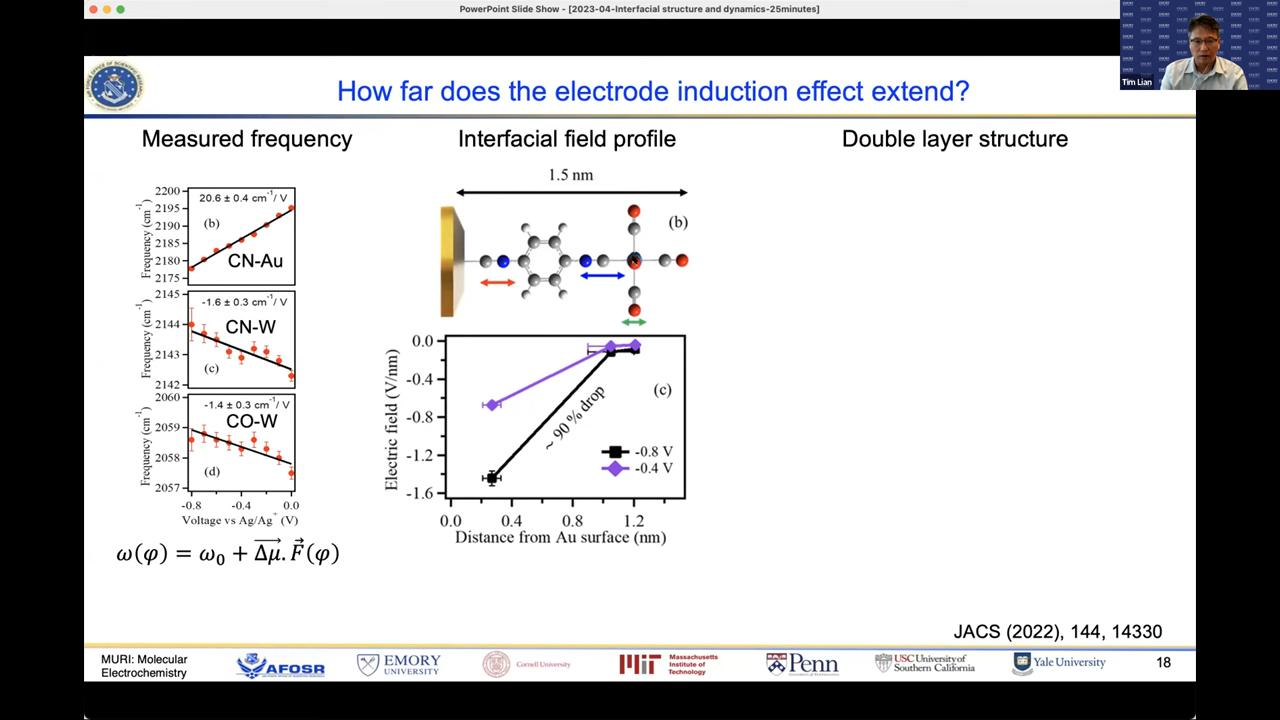 PowerPoint Slide Show - [2023-04-Interfacial structure and dynamics-25minutes]
Tim Lian
How far does the electrode induction effect extend?
Measured frequency
Interfacial field profile
Double layer structure
Frequency (cm⁻¹)
2200
2195
2190
2185
2180
2175
20.6 ± 0.4 cm⁻¹/ V
(b)
CN-Au
Frequency (cm⁻¹)
2145
2144
2143
2142
-1.6 ± 0.3 cm⁻¹/ V
CN-W
(c)
Frequency (cm⁻¹)
2060
2059
2058
2057
-1.4 ± 0.3 cm⁻¹/ V
CO-W
(d)
-0.8 -0.4 0.0
Voltage vs Ag/Ag⁺ (V)
ω(φ) = ω₀ + Δμ⃗. F⃗(φ)
1.5 nm
(b)
Electric field (V/nm)
0.0
-0.4
-0.8
-1.2
-1.6
(c)
~ 90 % drop
-0.8 V
-0.4 V
0.0 0.4 0.8 1.2
Distance from Au surface (nm)
JACS (2022), 144, 14330
MURI: Molecular
Electrochemistry
AFOSR
EMORY
UNIVERSITY
Cornell University
MIT
Massachusetts
Institute of
Technology
Penn
USC University of
Southern California
Yale University
18